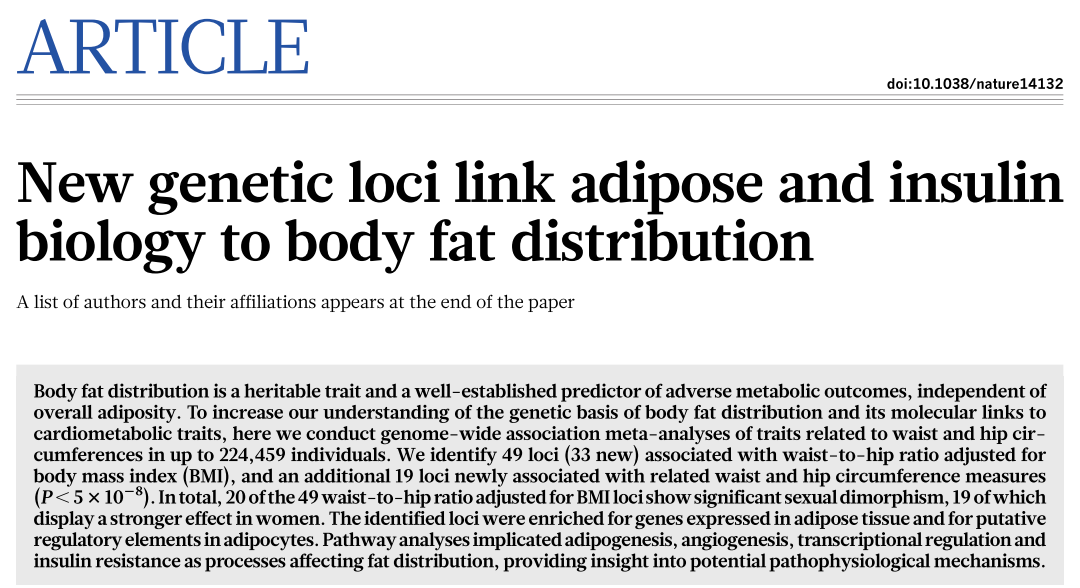 ARTICLE
doi:10.1038/nature14132
New genetic loci link adipose and insulin
biology to body fat distribution
A list of authors and their affiliations appears at the end of the paper
Body fat distribution is a heritable trait and a well-established predictor of adverse metabolic outcomes, independent of
overall adiposity. To increase our understanding of the genetic basis of body fat distribution and its molecular links to
cardiometabolic traits, here we conduct genome-wide association meta-analyses of traits related to waist and hip cir-
cumferences in up to 224,459 individuals. We identify 49 loci (33 new) associated with waist-to-hip ratio adjusted for
body mass index (BMI), and an additional 19 loci newly associated with related waist and hip circumference measures
(P < 5 × 10⁻⁸). In total, 20 of the 49 waist-to-hip ratio adjusted for BMI loci show significant sexual dimorphism, 19 of which
display a stronger effect in women. The identified loci were enriched for genes expressed in adipose tissue and for putative
regulatory elements in adipocytes. Pathway analyses implicated adipogenesis, angiogenesis, transcriptional regulation and
insulin resistance as processes affecting fat distribution, providing insight into potential pathophysiological mechanisms.